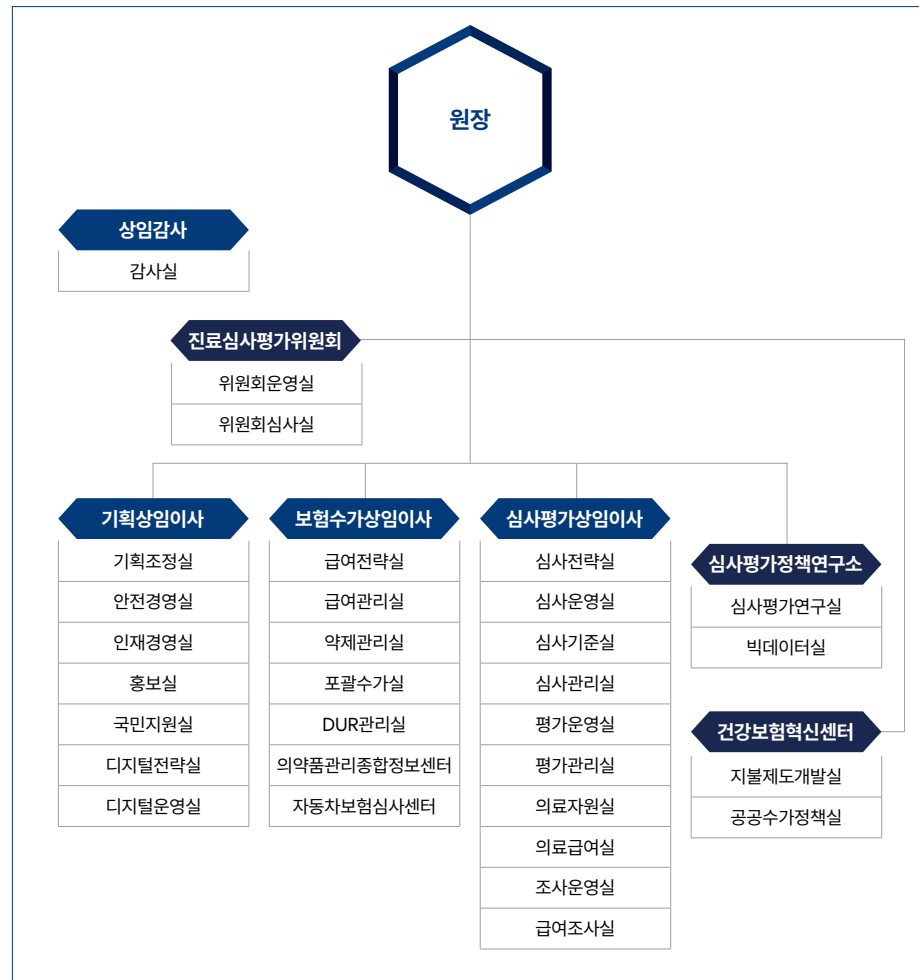 원장
상임감사
감사실
진료심사평가위원회
위원회운영실
위원회심사실
기획상임이사
기획조정실
안전경영실
인재경영실
홍보실
국민지원실
디지털전략실
디지털운영실
보험수가상임이사
급여전략실
급여관리실
약제관리실
포괄수가실
DUR관리실
의약품관리종합정보센터
자동차보험심사센터
심사평가상임이사
심사전략실
심사운영실
심사기준실
심사관리실
평가운영실
평가관리실
의료자원실
의료급여실
조사운영실
급여조사실
심사평가정책연구소
심사평가연구실
빅데이터실
건강보험혁신센터
지불제도개발실
공공수가정책실